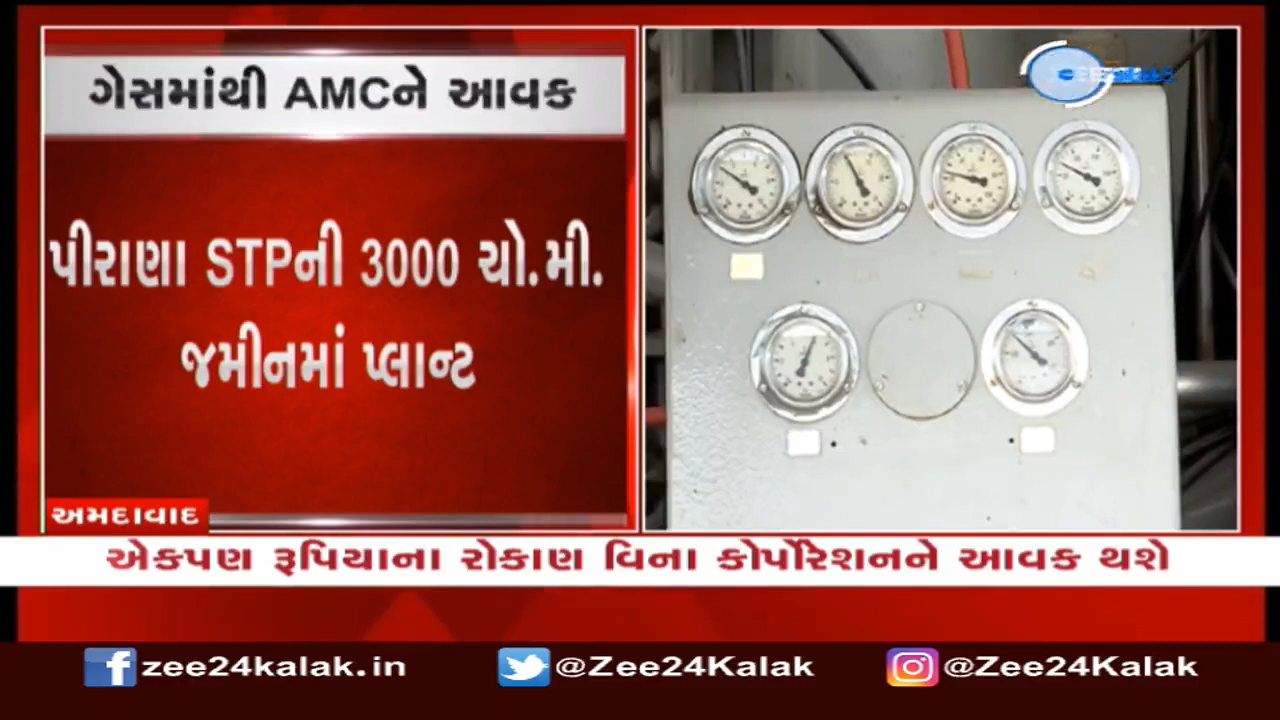 ગેસમાંથી AMCને આવક
પીરાણા STPની 3000 ચો.મી.
જમીનમાં પ્લાન્ટ
અમદાવાદ
એકપણ રૂપિયાના રોકાણ વિના કોર્પોરેશનને આવક થશે
zee24kalak.in
@Zee24Kalak
@Zee24Kalak